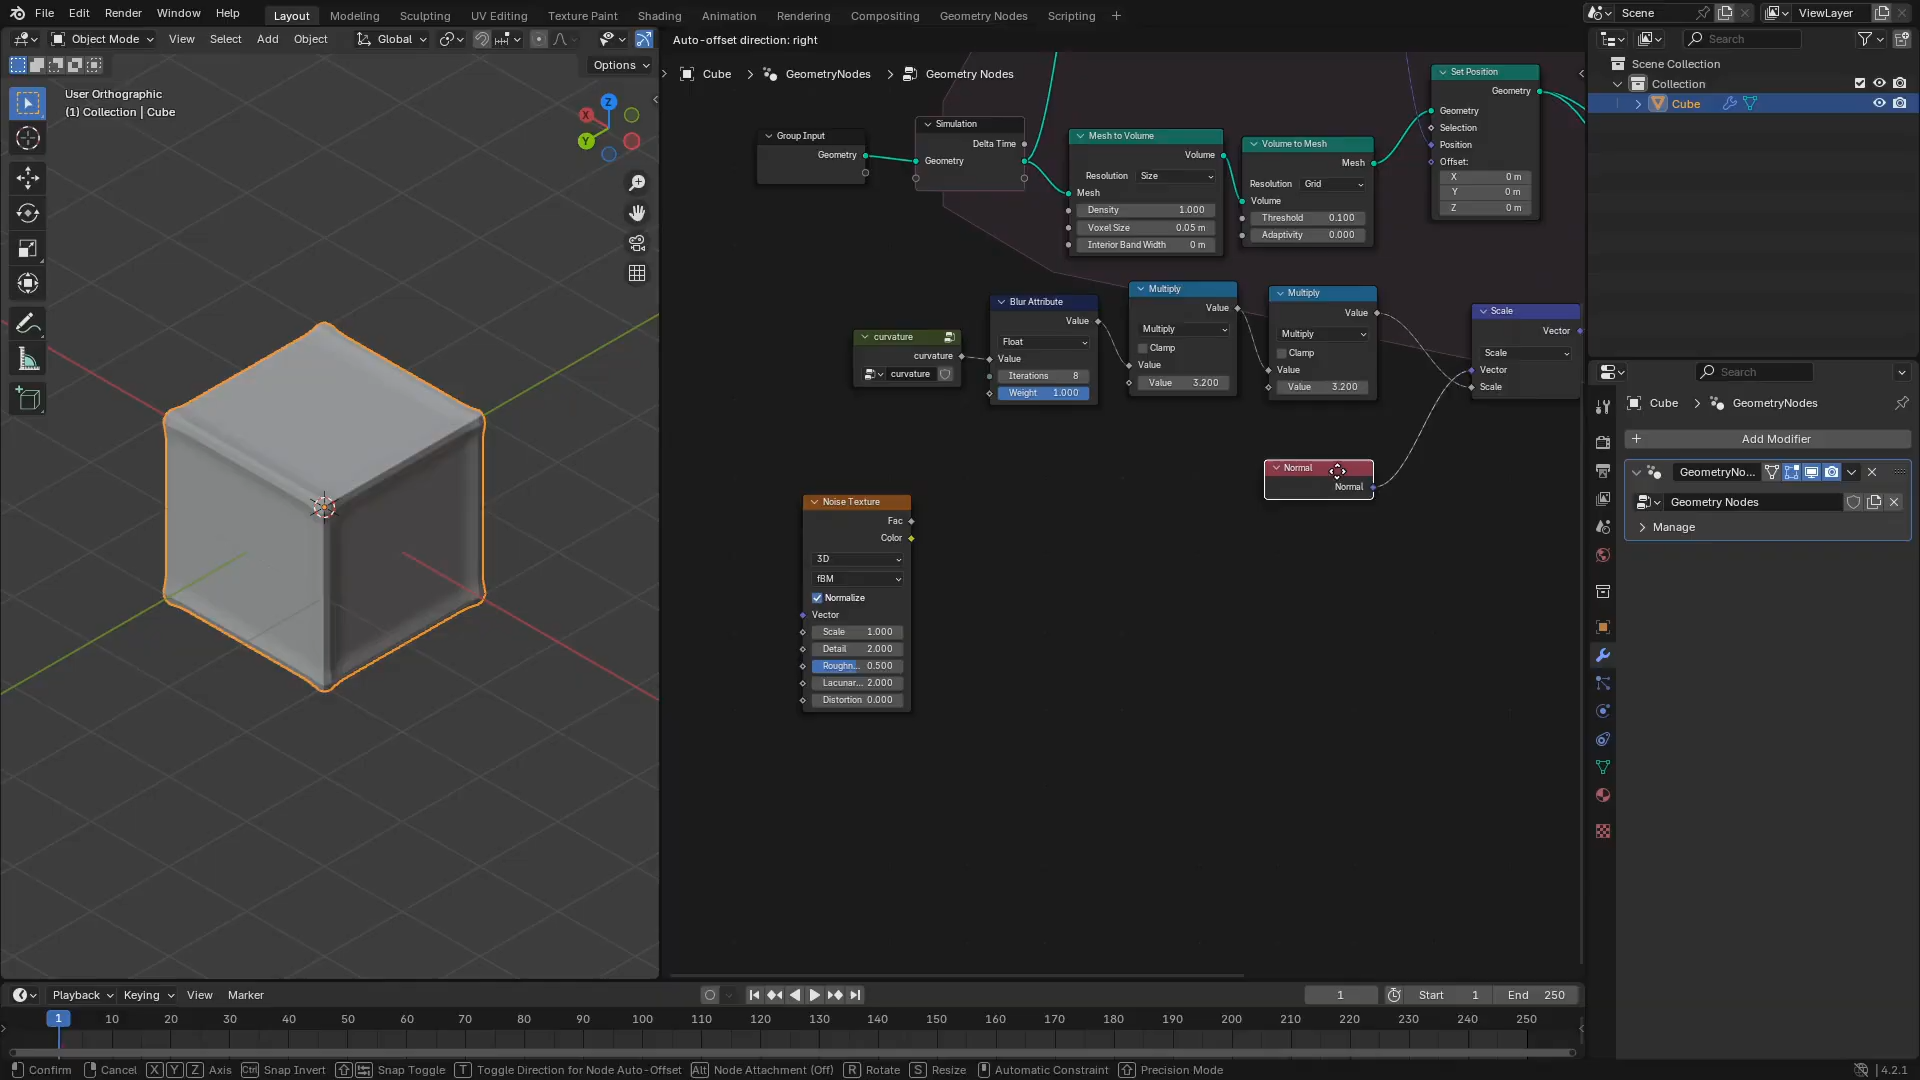 File Edit Render Window Help
Layout Modeling Sculpting UV Editing Texture Paint Shading Animation Rendering Compositing Geometry Nodes Scripting
Scene
ViewLayer
Object Mode View Select Add Object Global
Auto-offset direction: right
Search
Options
Cube > GeometryNodes > Geometry Nodes
Scene Collection
Collection
Cube
User Orthographic
(1) Collection | Cube
X
Y
Z
Group Input
Geometry
Simulation
Delta Time
Geometry
Mesh to Volume
Volume
Resolution Size
Mesh
Density 1.000
Voxel Size 0.05 m
Interior Band Width 0 m
Volume to Mesh
Mesh
Resolution Grid
Volume
Threshold 0.100
Adaptivity 0.000
Set Position
Geometry
Geometry
Selection
Position
Offset:
X 0 m
Y 0 m
Z 0 m
curvature
curvature
curvature
Blur Attribute
Value
Float
Value
Iterations 8
Weight 1.000
Multiply
Value
Multiply
Clamp
Value
Value 3.200
Multiply
Value
Multiply
Clamp
Value
Value 3.200
Scale
Vector
Scale
Vector
Scale
Normal
Normal
Noise Texture
Fac
Color
3D
fBM
Normalize
Vector
Scale 1.000
Detail 2.000
Roughn... 0.500
Lacunar... 2.000
Distortion 0.000
Search
Cube > GeometryNodes
Add Modifier
GeometryNo...
Geometry Nodes
Manage
Playback Keying View Marker
1
Start 1
End 250
1 10 20 30 40 50 60 70 80 90 100 110 120 130 140 150 160 170 180 190 200 210 220 230 240 250
Confirm Cancel X Y Z Axis Ctrl Snap Invert Snap Toggle T Toggle Direction for Node Auto-Offset Alt Node Attachment (Off) R Rotate S Resize Automatic Constraint Precision Mode
4.2.1